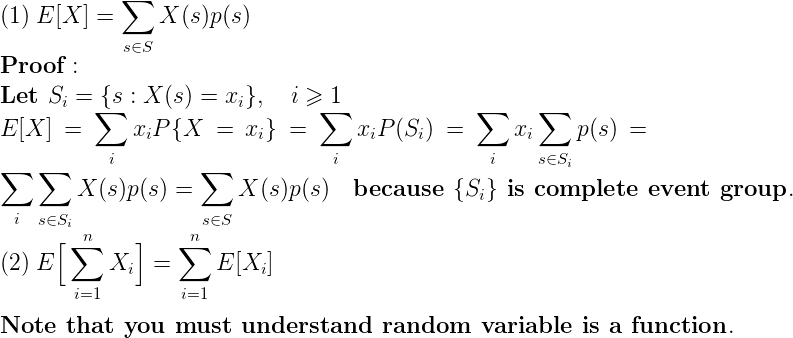 (1) E[X] = ∑_{s∈S} X(s)p(s)
Proof :
Let S_i = {s : X(s) = x_i}, i ⩾ 1
E[X] = ∑_i x_i P{X = x_i} = ∑_i x_i P(S_i) = ∑_i x_i ∑_{s∈S_i} p(s) =
∑_i ∑_{s∈S_i} X(s)p(s) = ∑_{s∈S} X(s)p(s) because {S_i} is complete event group.
(2) E[∑_{i=1}^{n} X_i] = ∑_{i=1}^{n} E[X_i]
Note that you must understand random variable is a function.